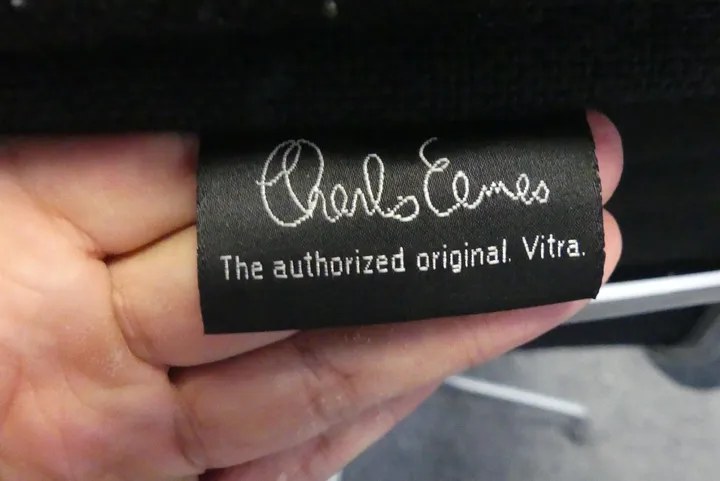 Charles Eames
The authorized original. Vitra.